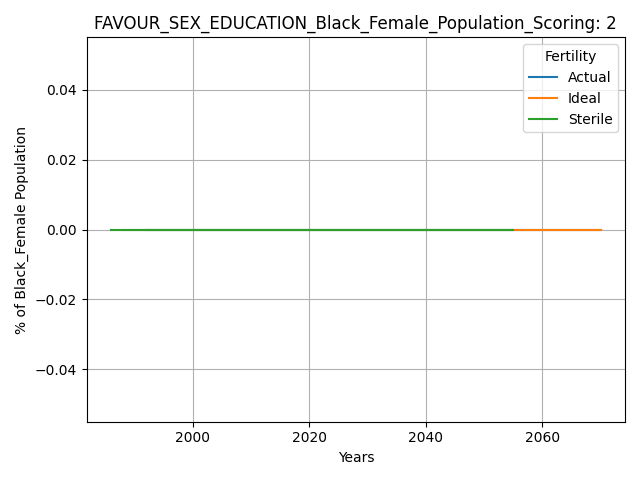 FAVOUR_SEX_EDUCATION_Black_Female_Population_Scoring: 2
Fertility
Actual
Ideal
Sterile
% of Black_Female Population
0.04
0.02
0.00
−0.02
−0.04
2000
2020
2040
2060
Years